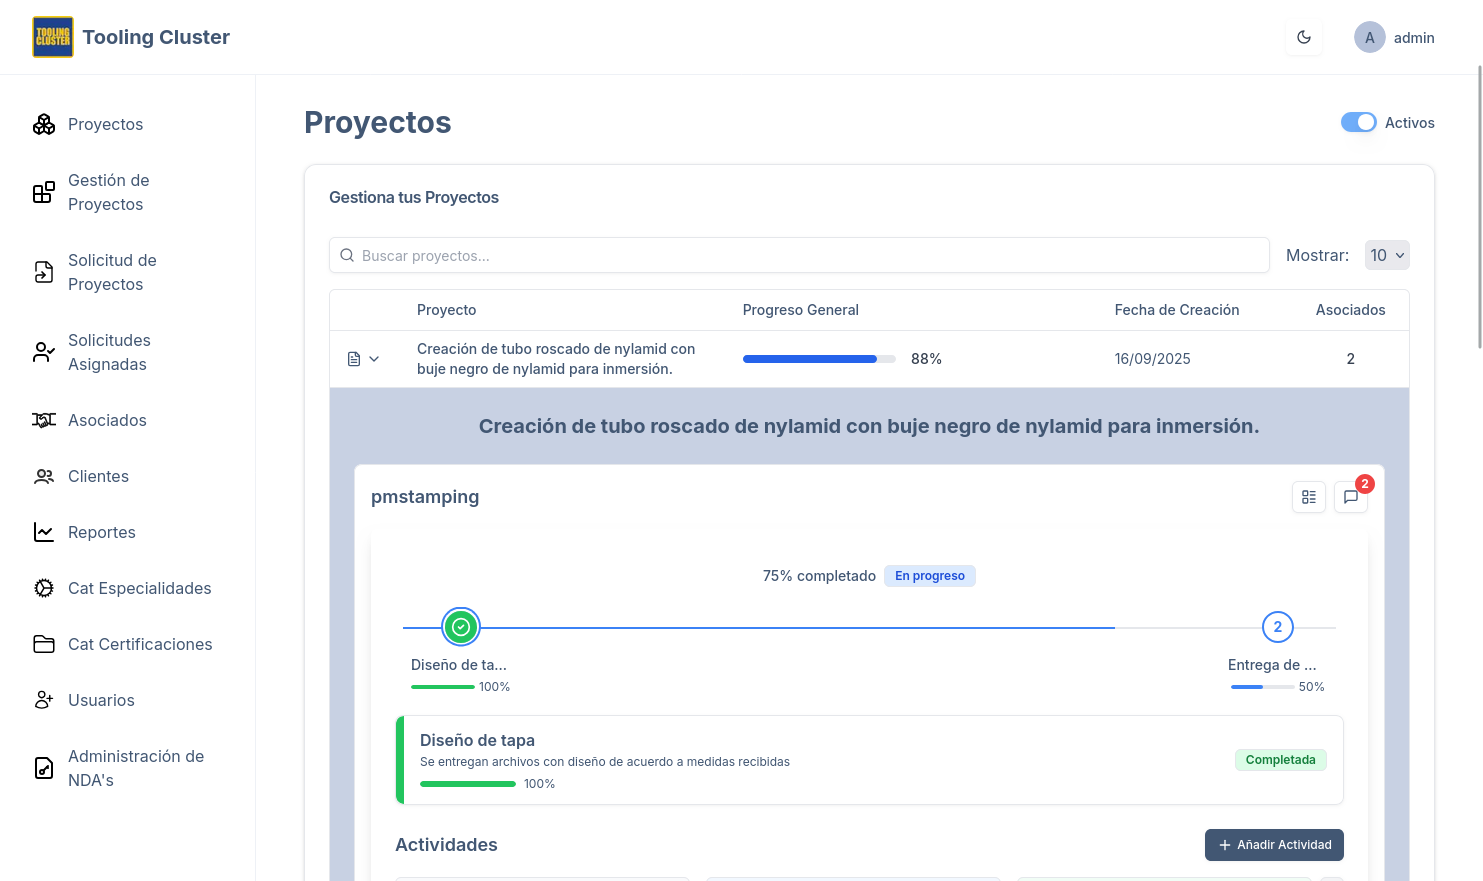 TOOLING
CLUSTER
Tooling Cluster
A
admin
Proyectos
Gestión de
Proyectos
Solicitud de
Proyectos
Solicitudes
Asignadas
Asociados
Clientes
Reportes
Cat Especialidades
Cat Certificaciones
Usuarios
Administración de
NDA's
Proyectos
Activos
Gestiona tus Proyectos
Buscar proyectos...
Mostrar:
10
Proyecto
Progreso General
Fecha de Creación
Asociados
Creación de tubo roscado de nylamid con
buje negro de nylamid para inmersión.
88%
16/09/2025
2
Creación de tubo roscado de nylamid con buje negro de nylamid para inmersión.
pmstamping
2
75% completado
En progreso
2
Diseño de ta...
100%
Entrega de ...
50%
Diseño de tapa
Se entregan archivos con diseño de acuerdo a medidas recibidas
100%
Completada
Actividades
Añadir Actividad